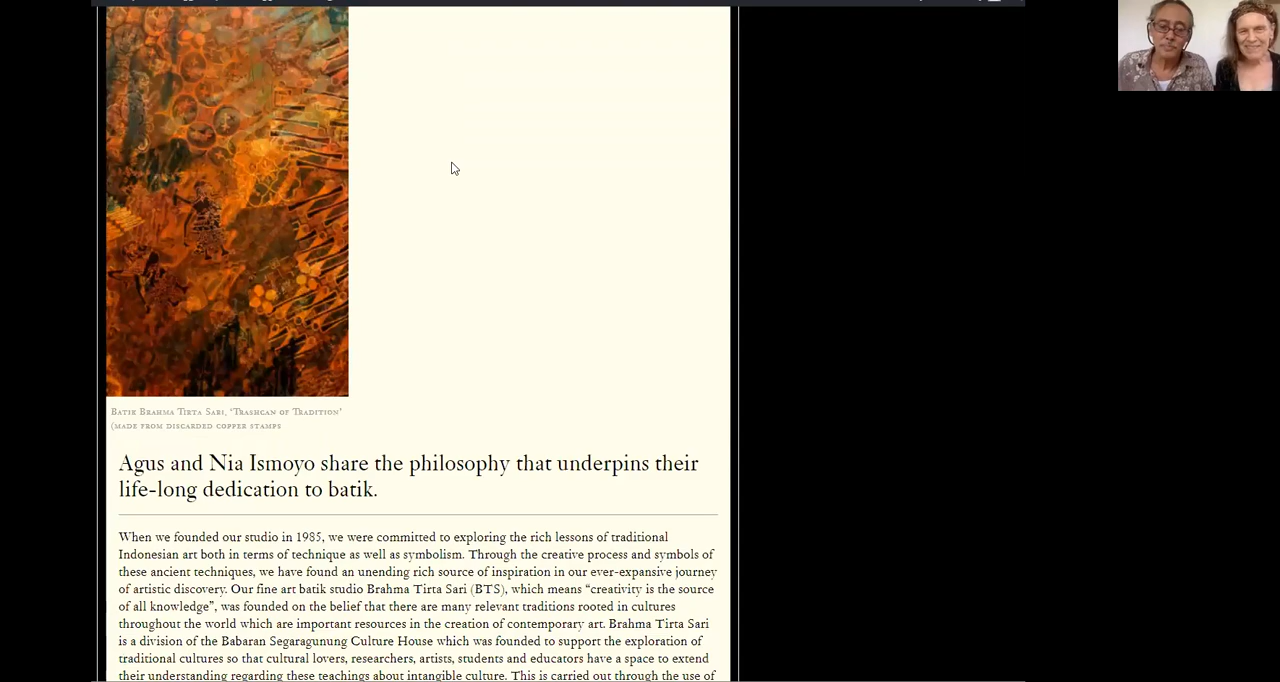 Batik Brahma Tirta Sari, 'Trashcan of Tradition'
(made from discarded copper stamps
Agus and Nia Ismoyo share the philosophy that underpins their
life-long dedication to batik.
When we founded our studio in 1985, we were committed to exploring the rich lessons of traditional
Indonesian art both in terms of technique as well as symbolism. Through the creative process and symbols of
these ancient techniques, we have found an unending rich source of inspiration in our ever-expansive journey
of artistic discovery. Our fine art batik studio Brahma Tirta Sari (BTS), which means “creativity is the source
of all knowledge”, was founded on the belief that there are many relevant traditions rooted in cultures
throughout the world which are important resources in the creation of contemporary art. Brahma Tirta Sari
is a division of the Babaran Segaragunung Culture House which was founded to support the exploration of
traditional cultures so that cultural lovers, researchers, artists, students and educators have a space to extend
their understanding regarding these teachings about intangible culture. This is carried out through the use of